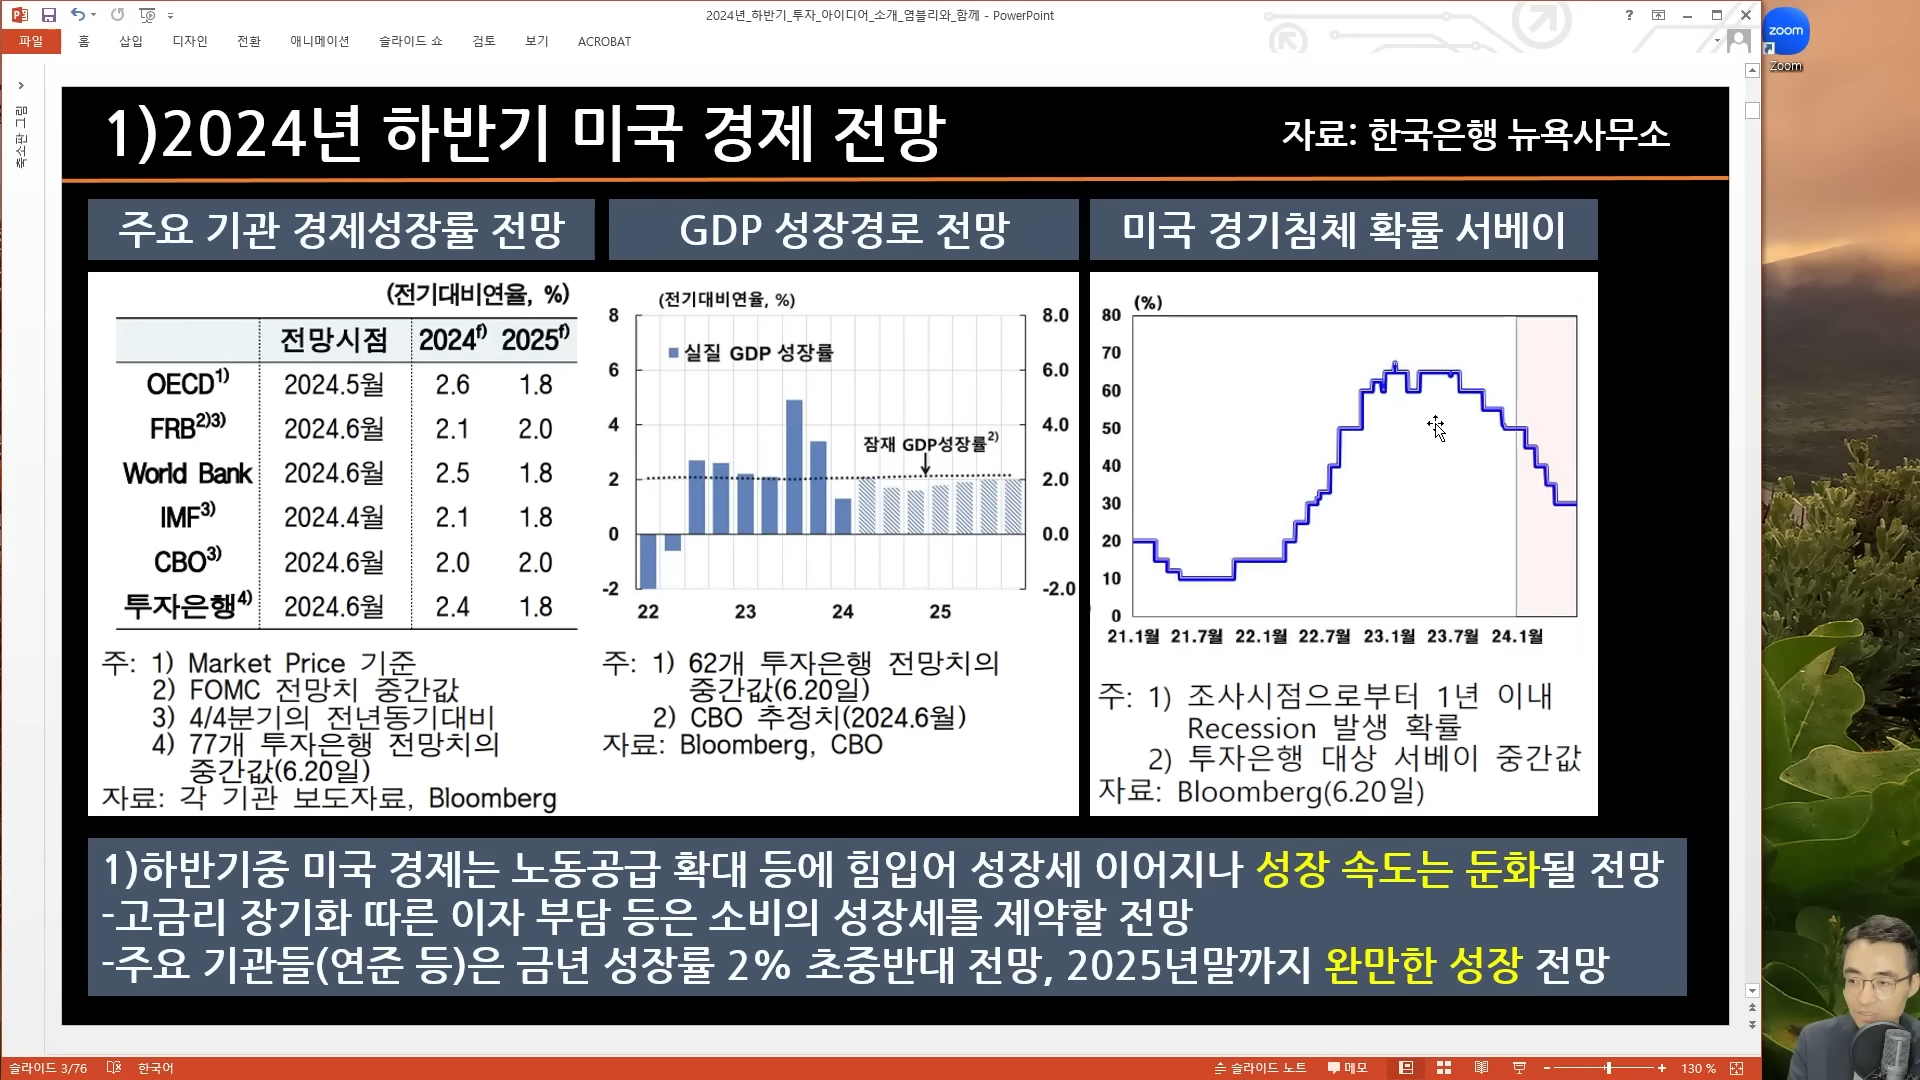 2024년_하반기_투자_아이디어_소개_염블리와_함께 - PowerPoint
파일 홈 삽입 디자인 전환 애니메이션 슬라이드 쇼 검토 보기 ACROBAT
zoom
Zoom
축소판 그림
1)2024년 하반기 미국 경제 전망
자료: 한국은행 뉴욕사무소
주요 기관 경제성장률 전망
(전기대비연율, %)
전망시점 2024f) 2025f)
OECD1) 2024.5월 2.6 1.8
FRB2)3) 2024.6월 2.1 2.0
World Bank 2024.6월 2.5 1.8
IMF3) 2024.4월 2.1 1.8
CBO3) 2024.6월 2.0 2.0
투자은행4) 2024.6월 2.4 1.8
주: 1) Market Price 기준
2) FOMC 전망치 중간값
3) 4/4분기의 전년동기대비
4) 77개 투자은행 전망치의
중간값(6.20일)
자료: 각 기관 보도자료, Bloomberg
GDP 성장경로 전망
(전기대비연율, %)
8 8.0
실질 GDP 성장률
6 6.0
4 4.0
잠재 GDP성장률2)
2 2.0
0 0.0
-2 -2.0
22 23 24 25
주: 1) 62개 투자은행 전망치의
중간값(6.20일)
2) CBO 추정치(2024.6월)
자료: Bloomberg, CBO
미국 경기침체 확률 서베이
(%)
80
70
60
50
40
30
20
10
0
21.1월 21.7월 22.1월 22.7월 23.1월 23.7월 24.1월
주: 1) 조사시점으로부터 1년 이내
Recession 발생 확률
2) 투자은행 대상 서베이 중간값
자료: Bloomberg(6.20일)
1)하반기중 미국 경제는 노동공급 확대 등에 힘입어 성장세 이어지나 성장 속도는 둔화될 전망
-고금리 장기화 따른 이자 부담 등은 소비의 성장세를 제약할 전망
-주요 기관들(연준 등)은 금년 성장률 2% 초중반대 전망, 2025년말까지 완만한 성장 전망
슬라이드 3/76 한국어 슬라이드 노트 메모 130 %